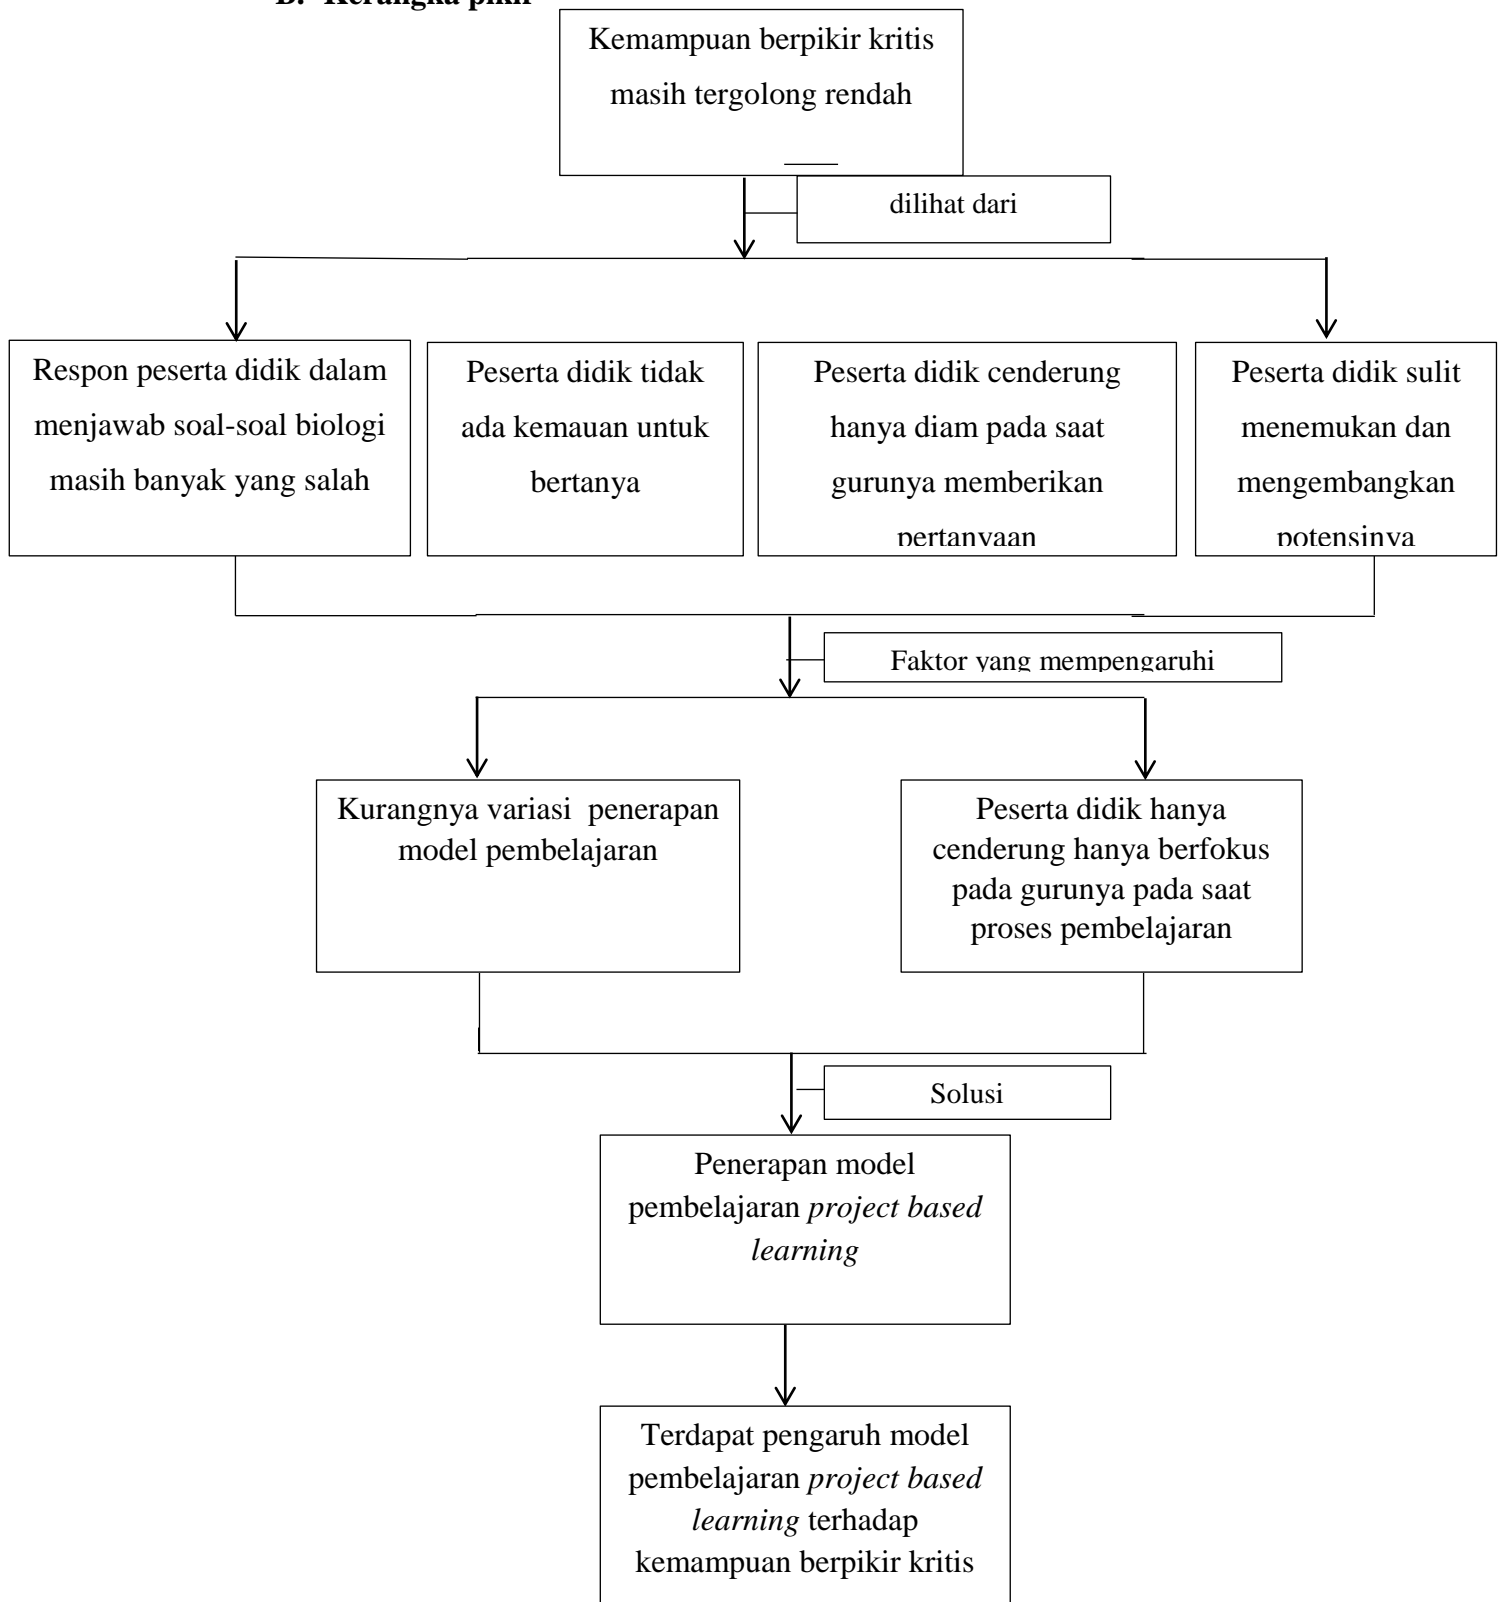 B. Kerangka pikir
Kemampuan berpikir kritis
masih tergolong rendah
dilihat dari
Respon peserta didik dalam
menjawab soal-soal biologi
masih banyak yang salah
Peserta didik tidak
ada kemauan untuk
bertanya
Peserta didik cenderung
hanya diam pada saat
gurunya memberikan
pertanyaan
Peserta didik sulit
menemukan dan
mengembangkan
potensinya
Faktor yang mempengaruhi
Kurangnya variasi  penerapan
model pembelajaran
Peserta didik hanya
cenderung hanya berfokus
pada gurunya pada saat
proses pembelajaran
Solusi
Penerapan model
pembelajaran project based
learning
Terdapat pengaruh model
pembelajaran project based
learning terhadap
kemampuan berpikir kritis